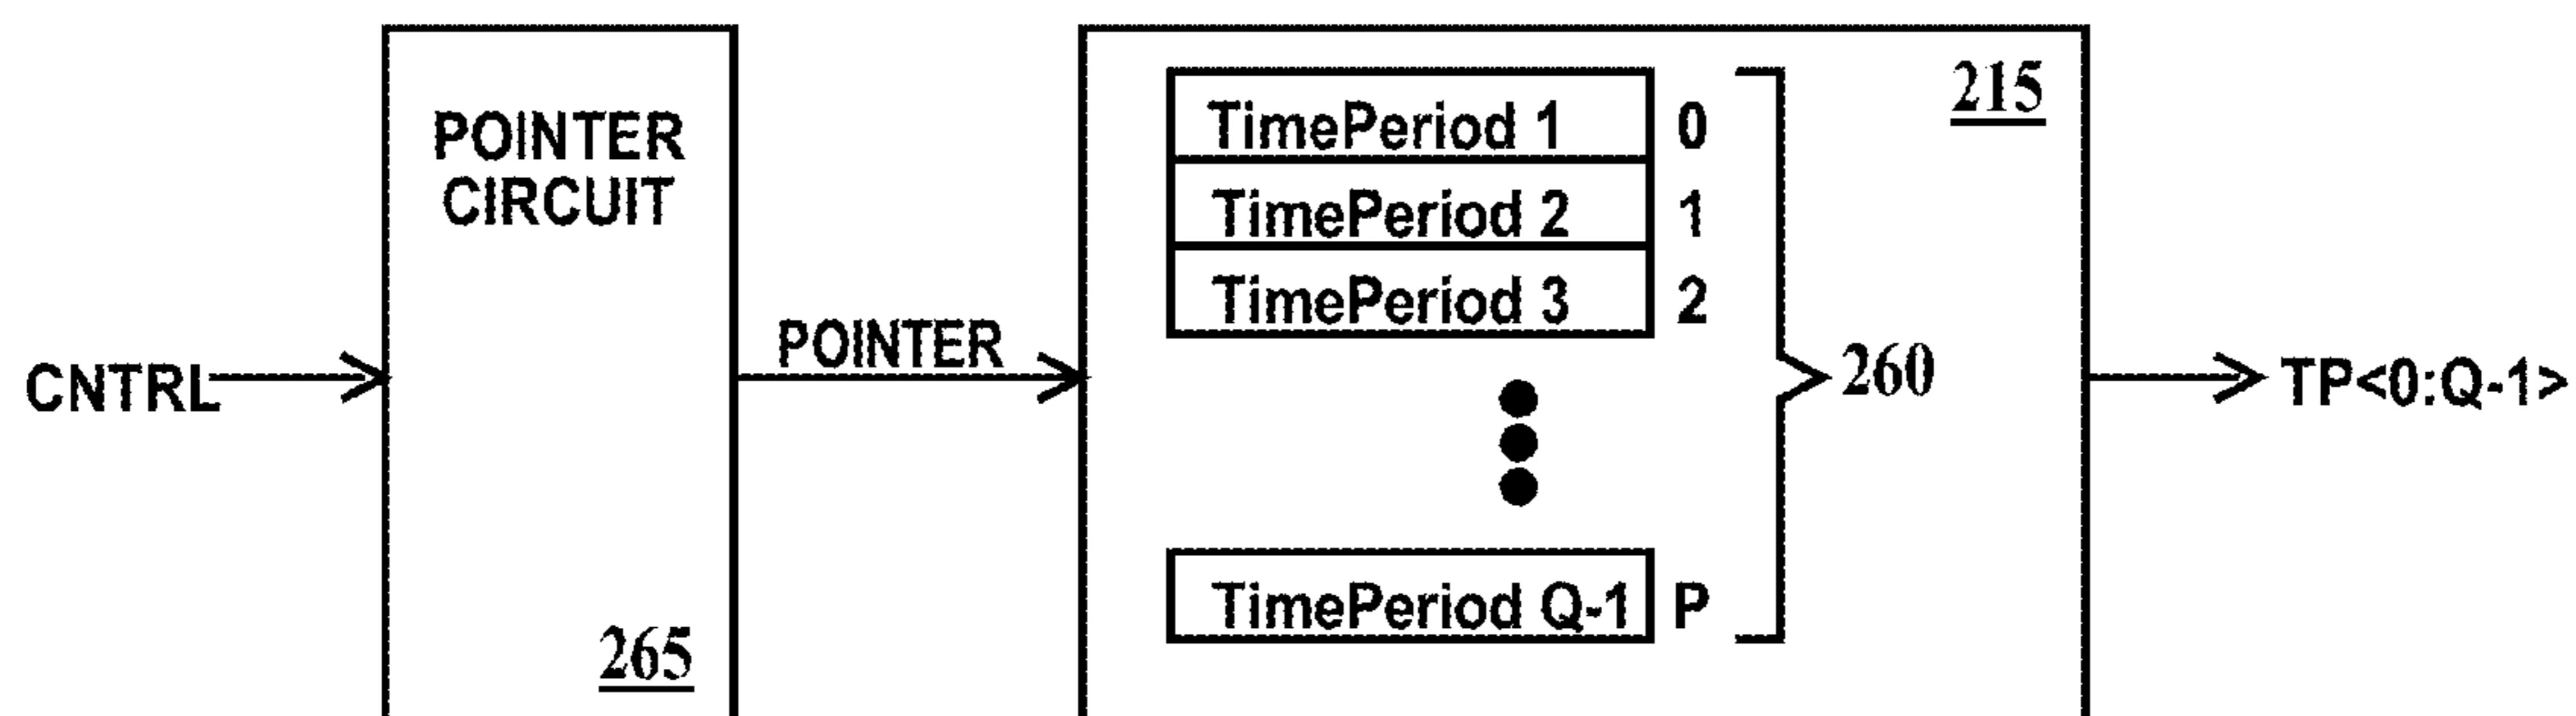 CNTRL
POINTER
CIRCUIT
265
POINTER
TimePeriod 1 0
TimePeriod 2 1
TimePeriod 3 2
TimePeriod Q-1 P
260
215
TP<0:Q-1>